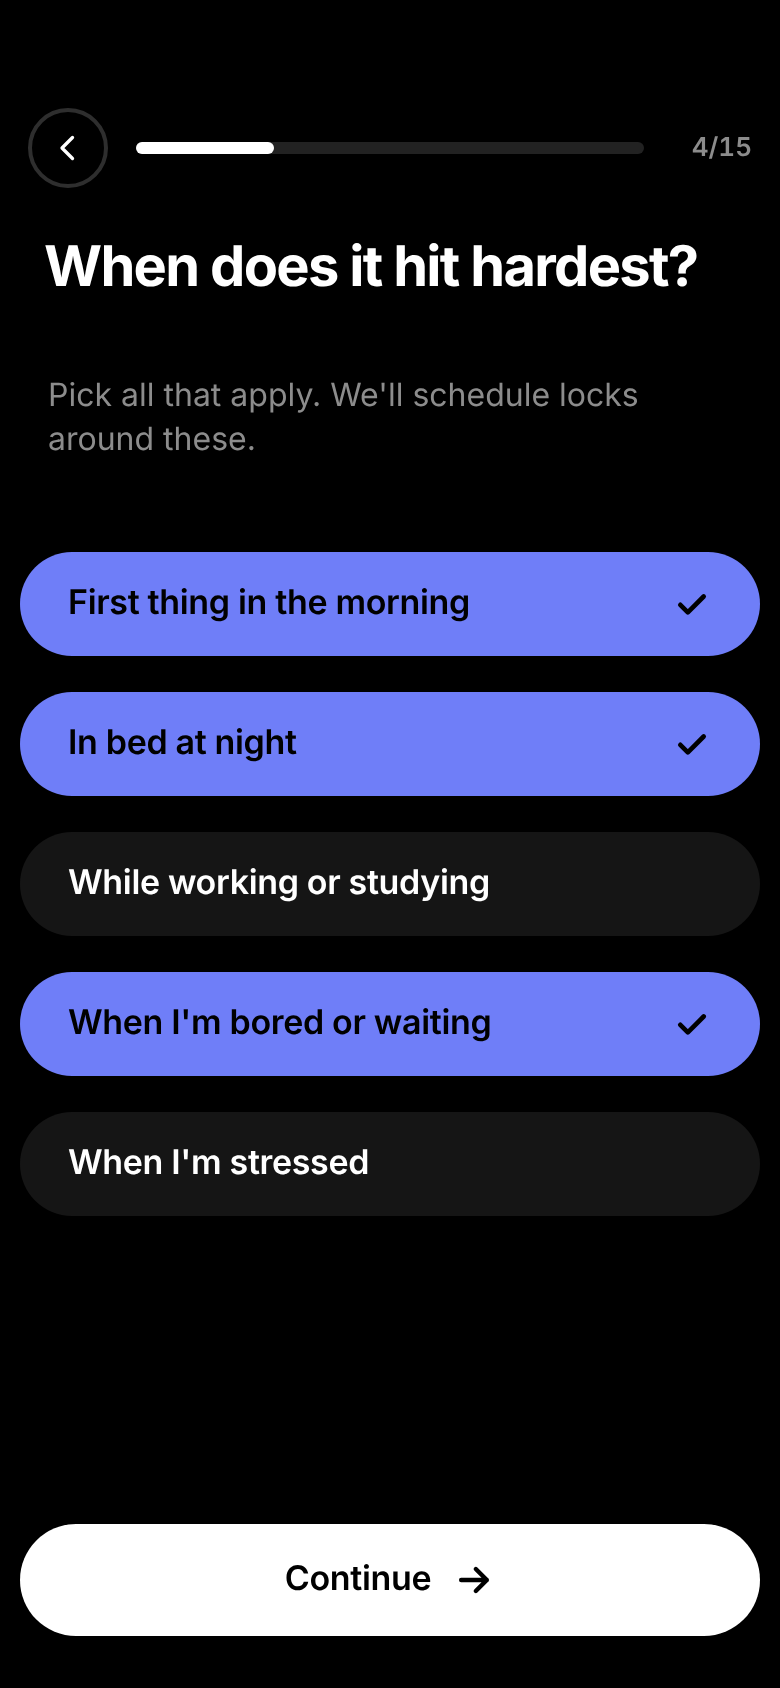 4/15
When does it hit hardest?
Pick all that apply. We'll schedule locks
around these.
First thing in the morning
In bed at night
While working or studying
When I'm bored or waiting
When I'm stressed
Continue